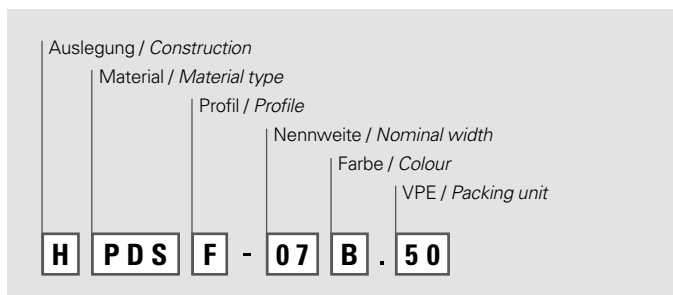 Auslegung / Construction
Material / Material type
Profil / Profile
Nennweite / Nominal width
Farbe / Colour
VPE / Packing unit
H PDS F - 07 B . 50